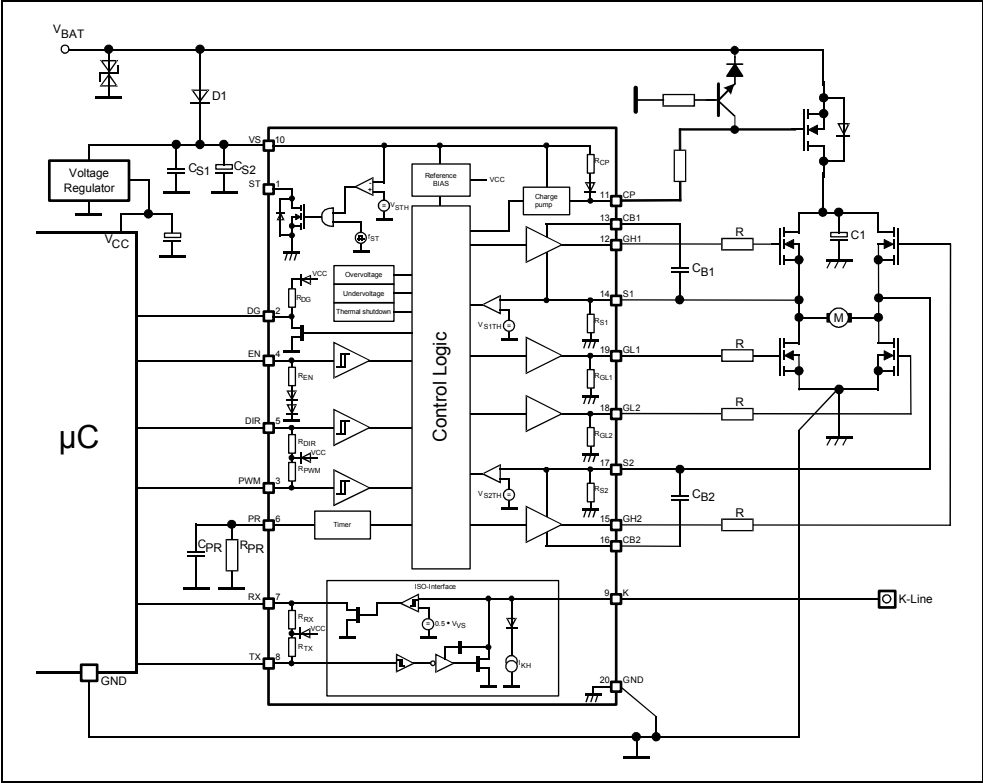 VBAT
D1
VS 10
CS1
CS2
Voltage
Regulator
ST 1
VCC
VSTH
fST
Reference
BIAS
VCC
RCP
Charge
pump
11 CP
13 CB1
12 GH1
R
C1
CB1
14 S1
VS1TH
RS1
M
VCC
RDG
Overvoltage
Undervoltage
Thermal shutdown
DG 2
Control Logic
19 GL1
R
RGL1
EN 4
REN
18 GL2
R
RGL2
µC
DIR 5
RDIR
VCC
RPWM
PWM 3
17 S2
VS2TH
RS2
CB2
PR 6
Timer
CPR
RPR
15 GH2
R
16 CB2
ISO-Interface
RX 7
RRX
VCC
RTX
0.5 • VVS
9 K
K-Line
TX 8
IKH
GND
20 GND